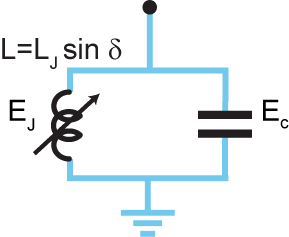 L=L_J sin δ
E_J
E_c